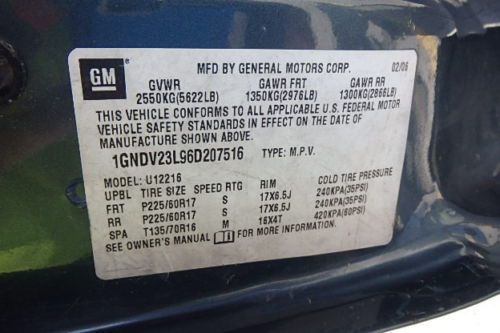 GM
MFD BY GENERAL MOTORS CORP. 02/06
GVWR GAWR FRT GAWR RR
2550KG(5622LB) 1350KG(2976LB) 1300KG(2866LB)
THIS VEHICLE CONFORMS TO ALL APPLICABLE U.S. FEDERAL MOTOR
VEHICLE SAFETY STANDARDS IN EFFECT ON THE DATE OF
MANUFACTURE SHOWN ABOVE.
1GNDV23L96D207516 TYPE: M.P.V.
MODEL: U12216
UPBL TIRE SIZE SPEED RTG RIM COLD TIRE PRESSURE
FRT P225/60R17 S 17X6.5J 240KPA(35PSI)
RR P225/60R17 S 17X6.5J 240KPA(35PSI)
SPA T135/70R16 M 16X4T 420KPA(60PSI)
SEE OWNER'S MANUAL FOR MORE INFORMATION.